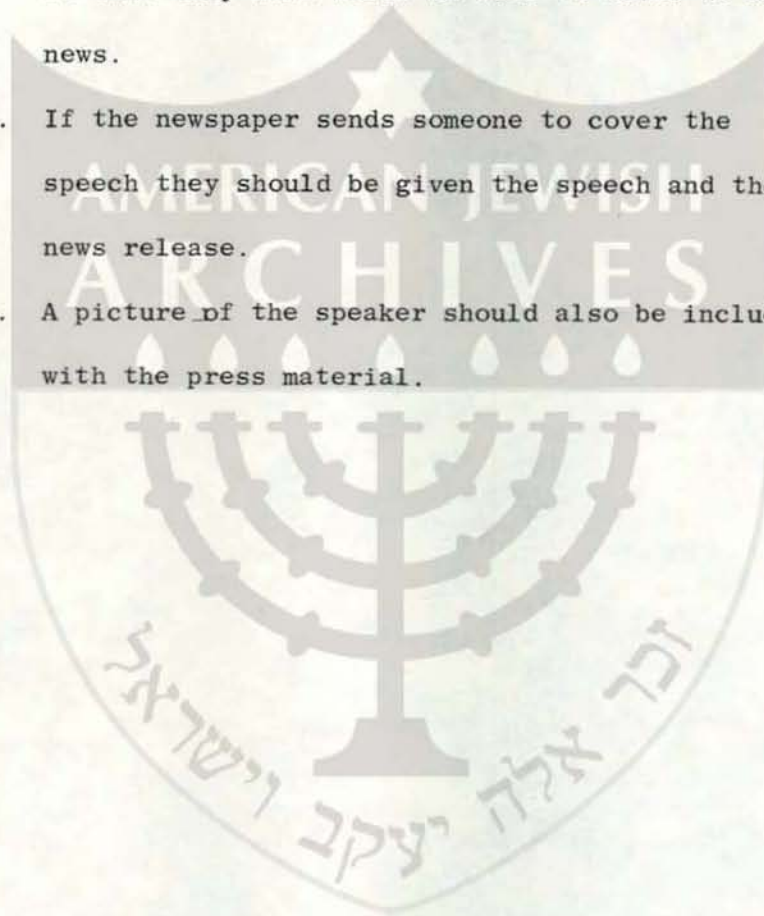 news.
. If the newspaper sends someone to cover the
speech they should be given the speech and th
news release.
. A picture of the speaker should also be inclu
with the press material.
AMERICAN JEWISH
ARCHIVES
זכר אלה יעקב וישראל